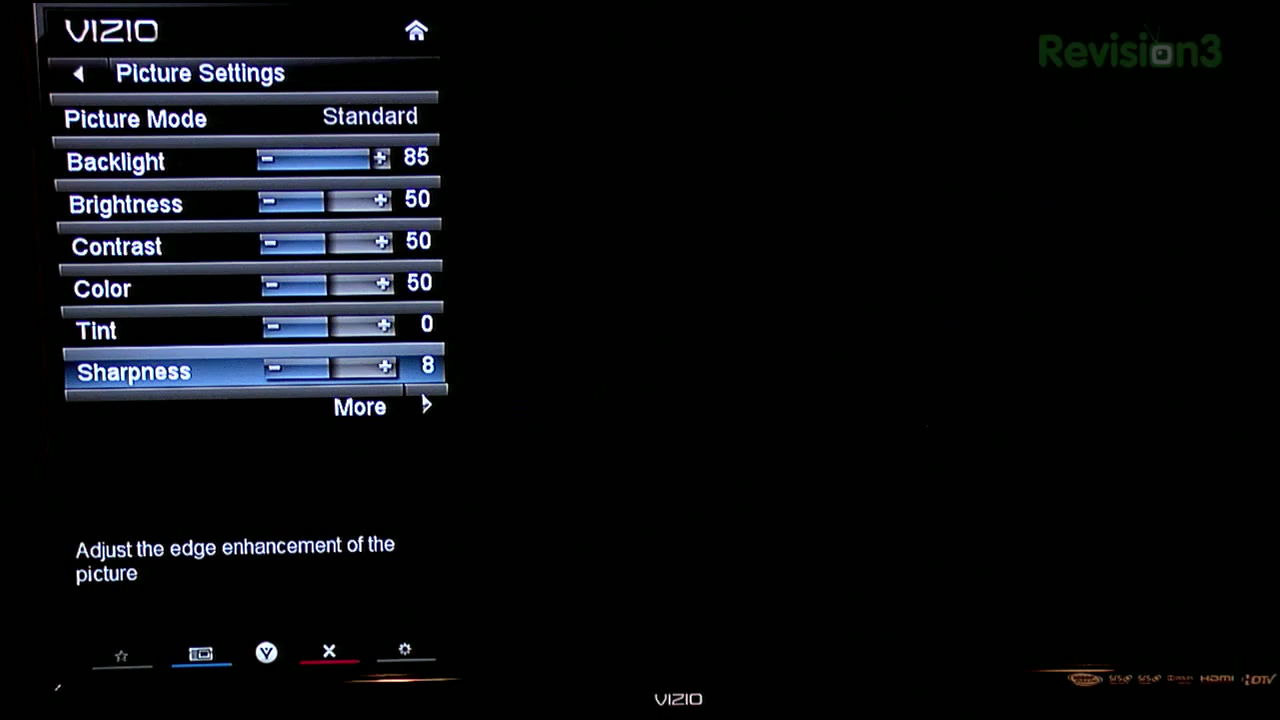 VIZIO
Revision3
Picture Settings
Picture Mode Standard
Backlight - + 85
Brightness - + 50
Contrast - + 50
Color - + 50
Tint - + 0
Sharpness - + 8
More
Adjust the edge enhancement of the
picture
VIZIO
HDMI
HDTV